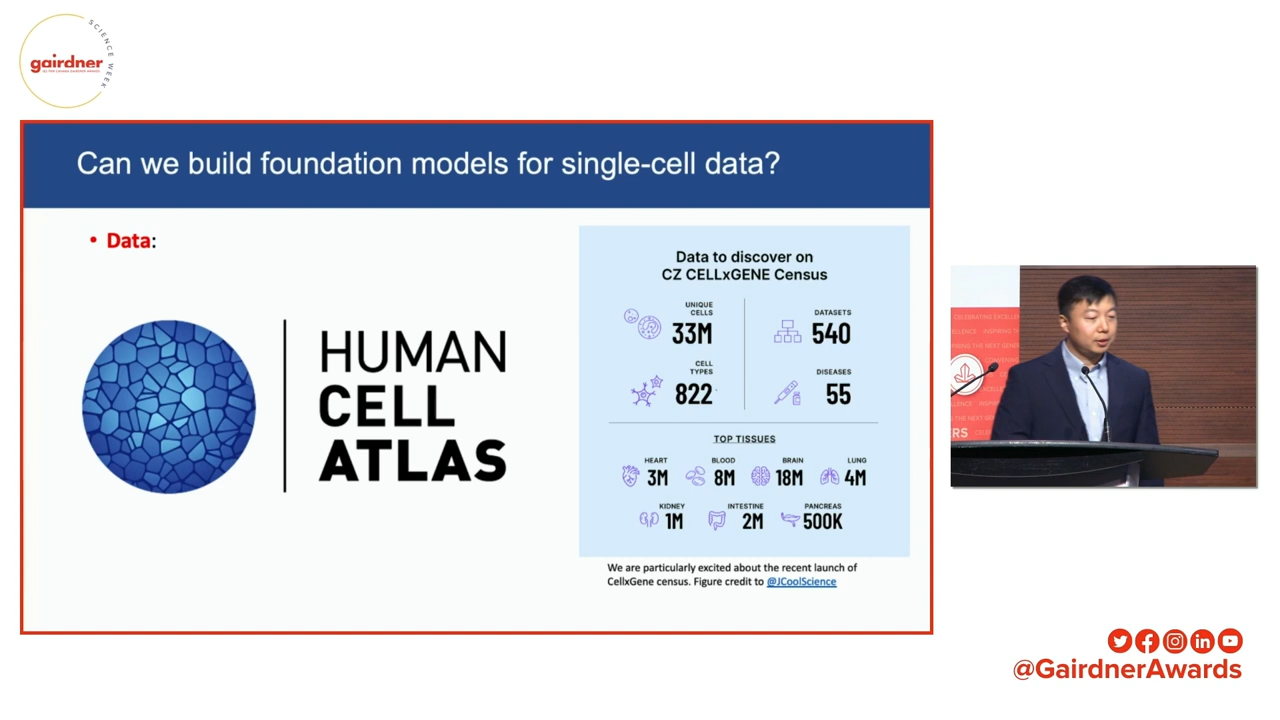 SCIENCE WEEK
gairdner
Can we build foundation models for single-cell data?
• Data:
HUMAN
CELL
ATLAS
Data to discover on
CZ CELLxGENE Census
UNIQUE
CELLS
33M
DATASETS
540
CELL
TYPES
822
DISEASES
55
TOP TISSUES
HEART
3M
BLOOD
8M
BRAIN
18M
LUNG
4M
KIDNEY
1M
INTESTINE
2M
PANCREAS
500K
We are particularly excited about the recent launch of
CellxGene census. Figure credit to @JCoolScience
CELEBRATING EXCELLEN
ERS
@GairdnerAwards